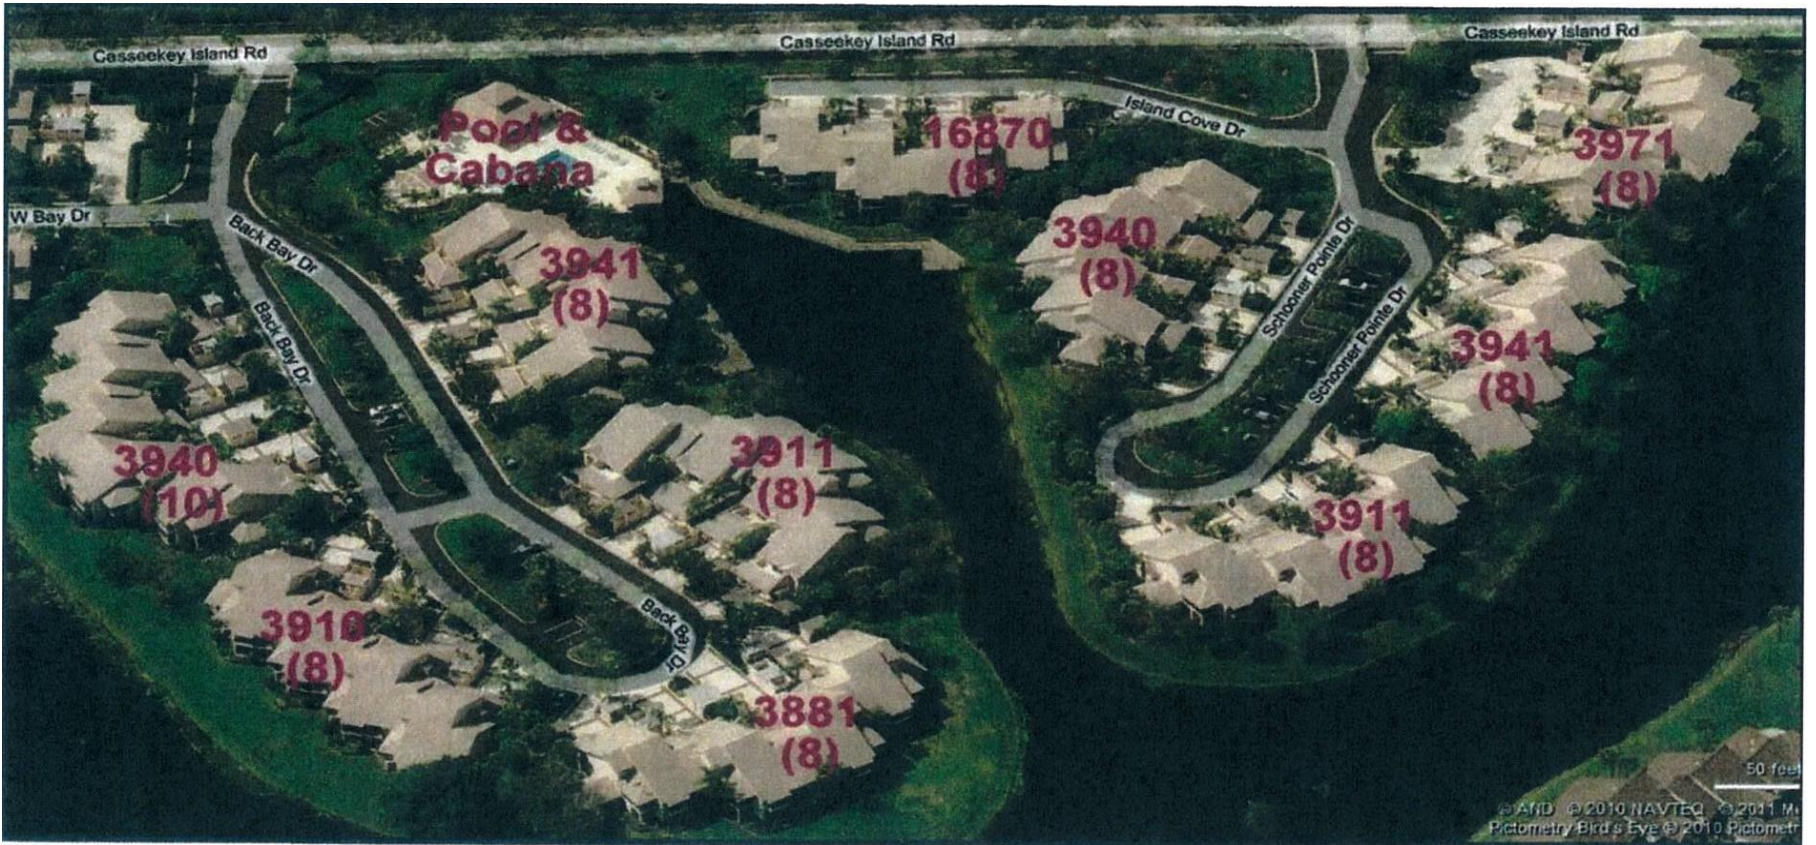 Casseekey Island Rd
Casseekey Island Rd
Casseekey Island Rd
Pool &
Cabana
Island Cove Dr
16870
(8)
3971
(8)
W Bay Dr
Back Bay Dr
3941
(8)
3940
(8)
Schooner Pointe Dr
Schooner Pointe Dr
3941
(8)
Back Bay Dr
3940
(10)
3911
(8)
3911
(8)
3910
(8)
Back Bay Dr
3881
(8)
50 feet
© AND © 2010 NAVTEQ © 2011 M
Pictometry Bird's Eye © 2010 Pictometr